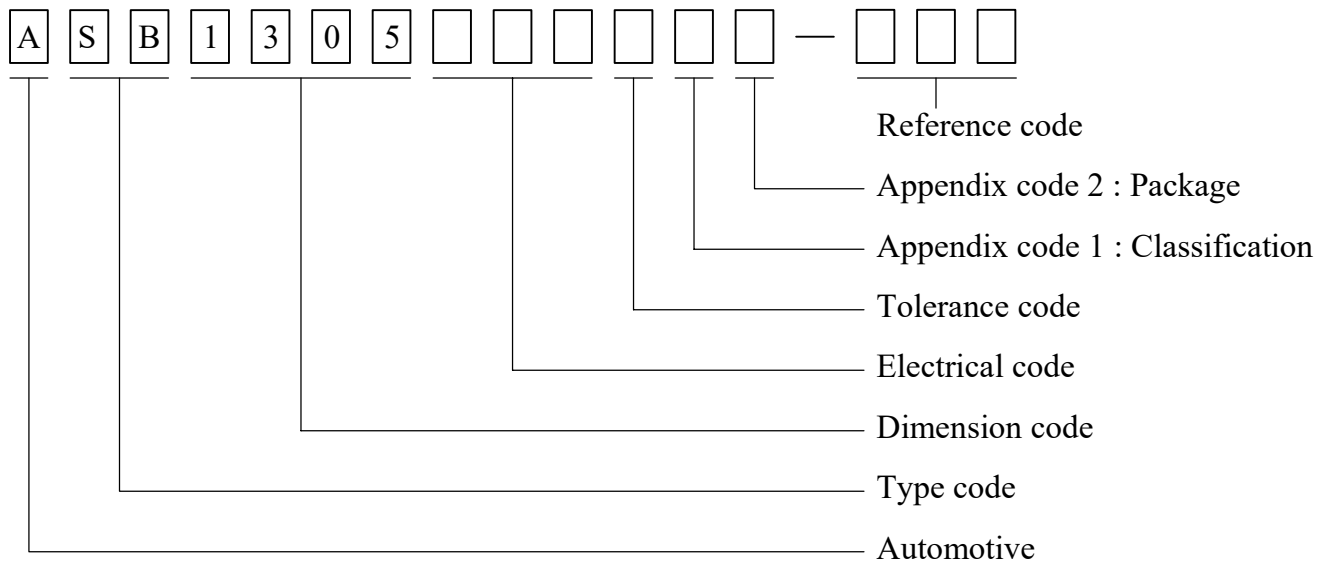 A S B 1 3 0 5 —
Reference code
Appendix code 2 : Package
Appendix code 1 : Classification
Tolerance code
Electrical code
Dimension code
Type code
Automotive